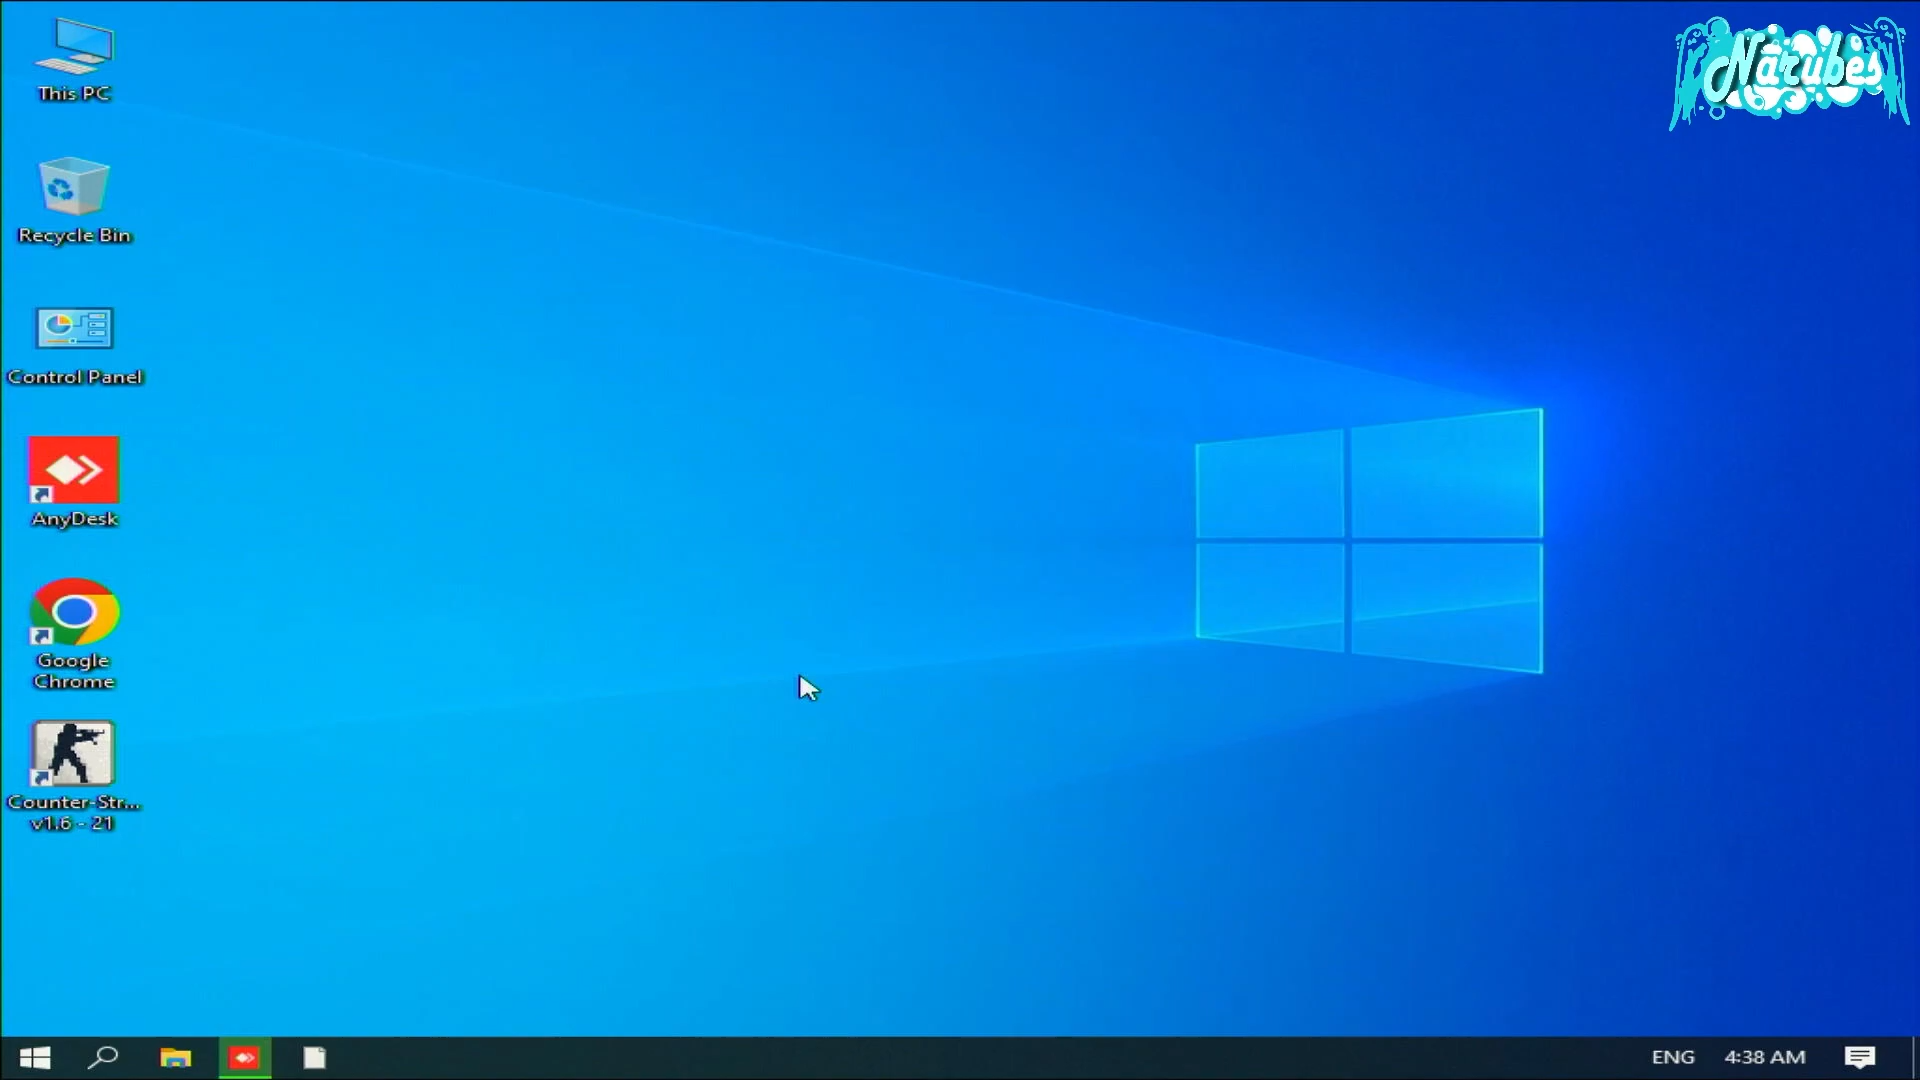 Narubes
This PC
Recycle Bin
Control Panel
AnyDesk
Google
Chrome
Counter-Str...
v1.6 - 21
ENG
4:38 AM